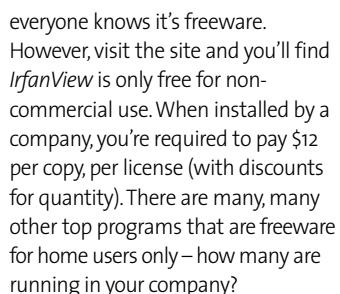 everyone knows it's freeware.
However, visit the site and you'll find
IrfanView is only free for non-
commercial use. When installed by a
company, you're required to pay $12
per copy, per license (with discounts
for quantity). There are many, many
other top programs that are freeware
for home users only – how many are
running in your company?